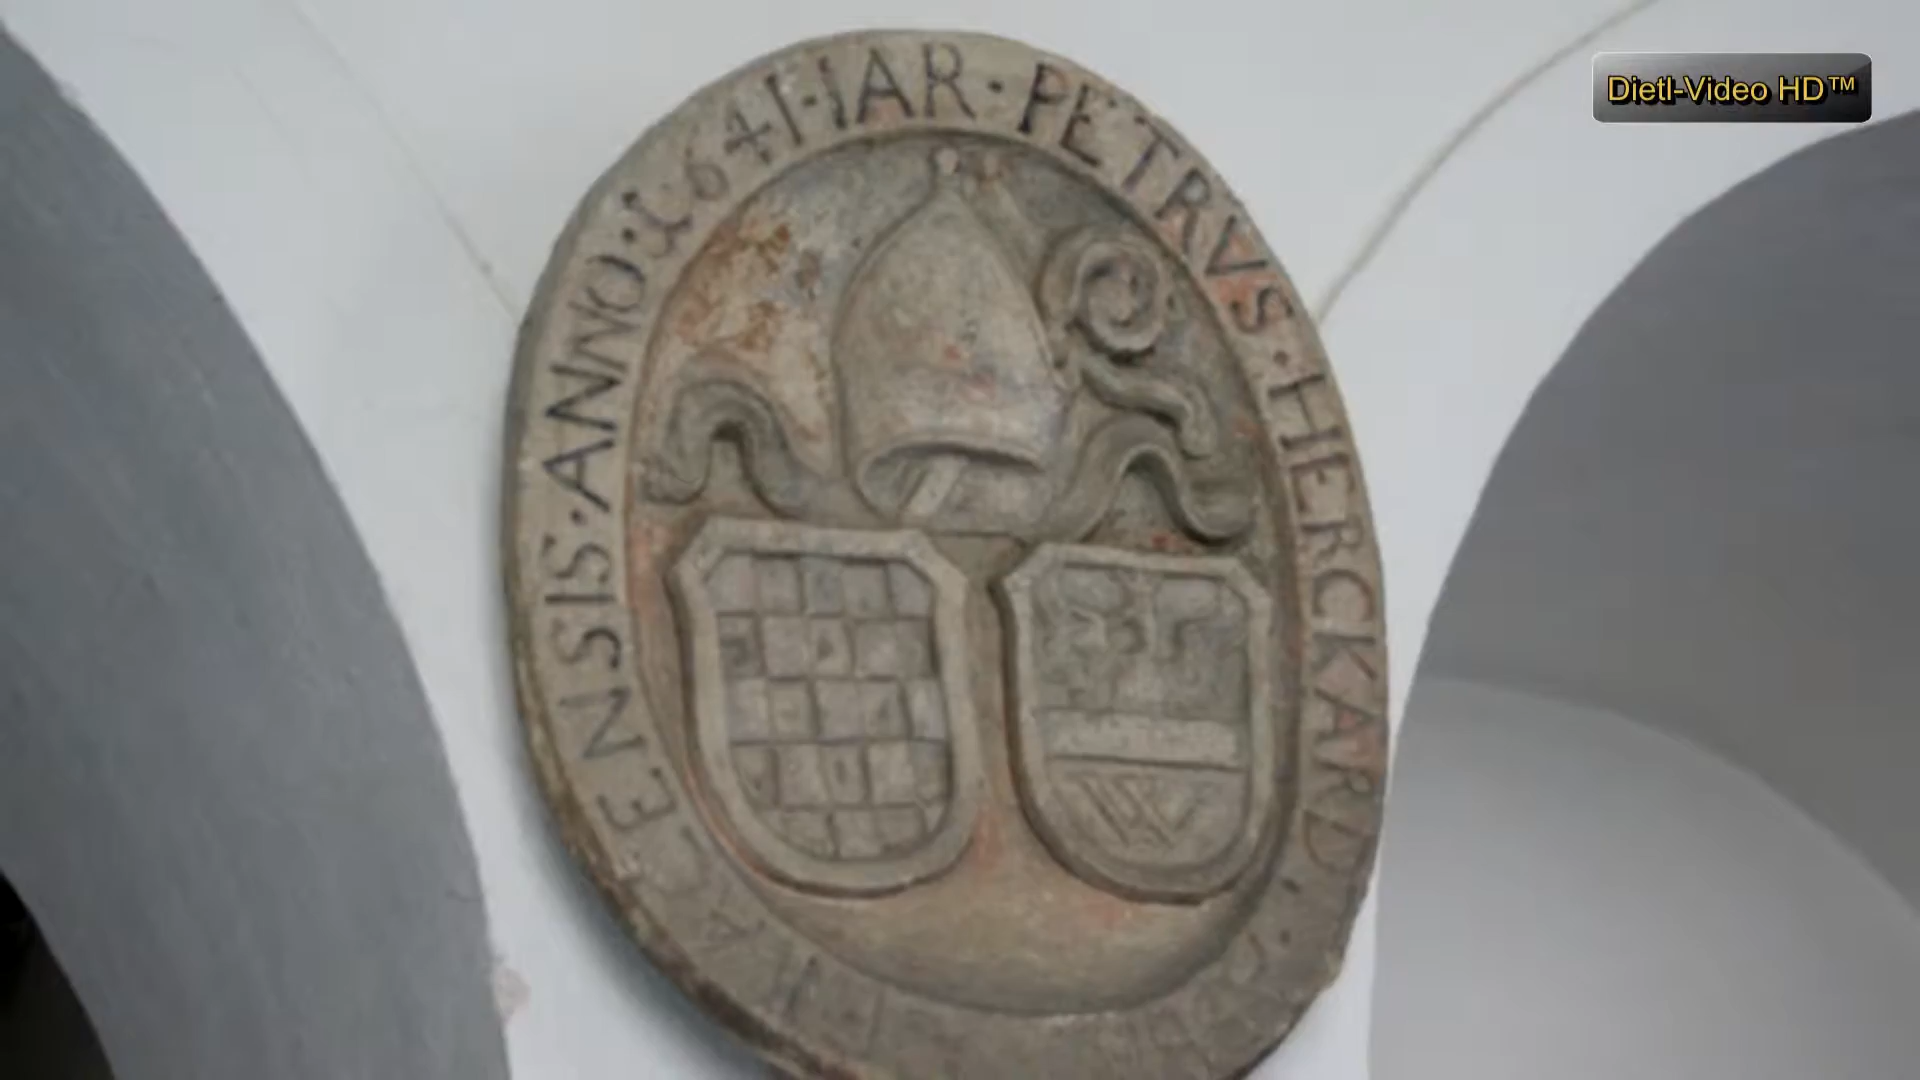 Dietl-Video HD™
PETRVS · HERCKARD
ENSIS · ANNO · 1641 · IAR ·
W